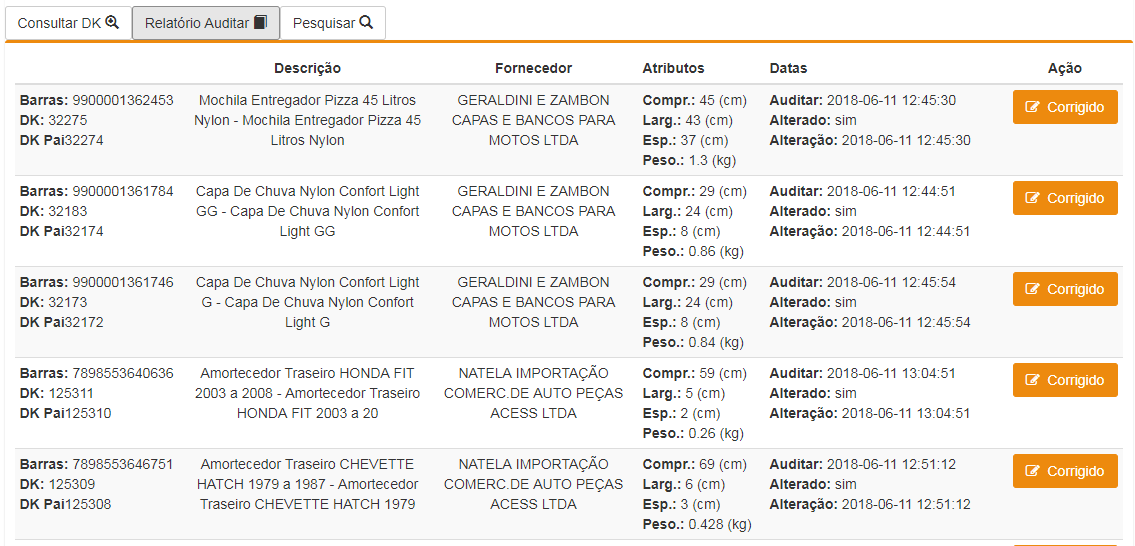 Consultar DK
Relatório Auditar
Pesquisar
Descrição
Fornecedor
Atributos
Datas
Ação
Barras: 9900001362453
DK: 32275
DK Pai32274
Mochila Entregador Pizza 45 Litros
Nylon - Mochila Entregador Pizza 45
Litros Nylon
GERALDINI E ZAMBON
CAPAS E BANCOS PARA
MOTOS LTDA
Compr.: 45 (cm)
Larg.: 43 (cm)
Esp.: 37 (cm)
Peso.: 1.3 (kg)
Auditar: 2018-06-11 12:45:30
Alterado: sim
Alteração: 2018-06-11 12:45:30
Corrigido
Barras: 9900001361784
DK: 32183
DK Pai32174
Capa De Chuva Nylon Confort Light
GG - Capa De Chuva Nylon Confort
Light GG
GERALDINI E ZAMBON
CAPAS E BANCOS PARA
MOTOS LTDA
Compr.: 29 (cm)
Larg.: 24 (cm)
Esp.: 8 (cm)
Peso.: 0.86 (kg)
Auditar: 2018-06-11 12:44:51
Alterado: sim
Alteração: 2018-06-11 12:44:51
Corrigido
Barras: 9900001361746
DK: 32173
DK Pai32172
Capa De Chuva Nylon Confort Light
G - Capa De Chuva Nylon Confort
Light G
GERALDINI E ZAMBON
CAPAS E BANCOS PARA
MOTOS LTDA
Compr.: 29 (cm)
Larg.: 24 (cm)
Esp.: 8 (cm)
Peso.: 0.84 (kg)
Auditar: 2018-06-11 12:45:54
Alterado: sim
Alteração: 2018-06-11 12:45:54
Corrigido
Barras: 7898553640636
DK: 125311
DK Pai125310
Amortecedor Traseiro HONDA FIT
2003 a 2008 - Amortecedor Traseiro
HONDA FIT 2003 a 20
NATELA IMPORTAÇÃO
COMERC.DE AUTO PEÇAS
ACESS LTDA
Compr.: 59 (cm)
Larg.: 5 (cm)
Esp.: 2 (cm)
Peso.: 0.26 (kg)
Auditar: 2018-06-11 13:04:51
Alterado: sim
Alteração: 2018-06-11 13:04:51
Corrigido
Barras: 7898553646751
DK: 125309
DK Pai125308
Amortecedor Traseiro CHEVETTE
HATCH 1979 a 1987 - Amortecedor
Traseiro CHEVETTE HATCH 1979
NATELA IMPORTAÇÃO
COMERC.DE AUTO PEÇAS
ACESS LTDA
Compr.: 69 (cm)
Larg.: 6 (cm)
Esp.: 3 (cm)
Peso.: 0.428 (kg)
Auditar: 2018-06-11 12:51:12
Alterado: sim
Alteração: 2018-06-11 12:51:12
Corrigido